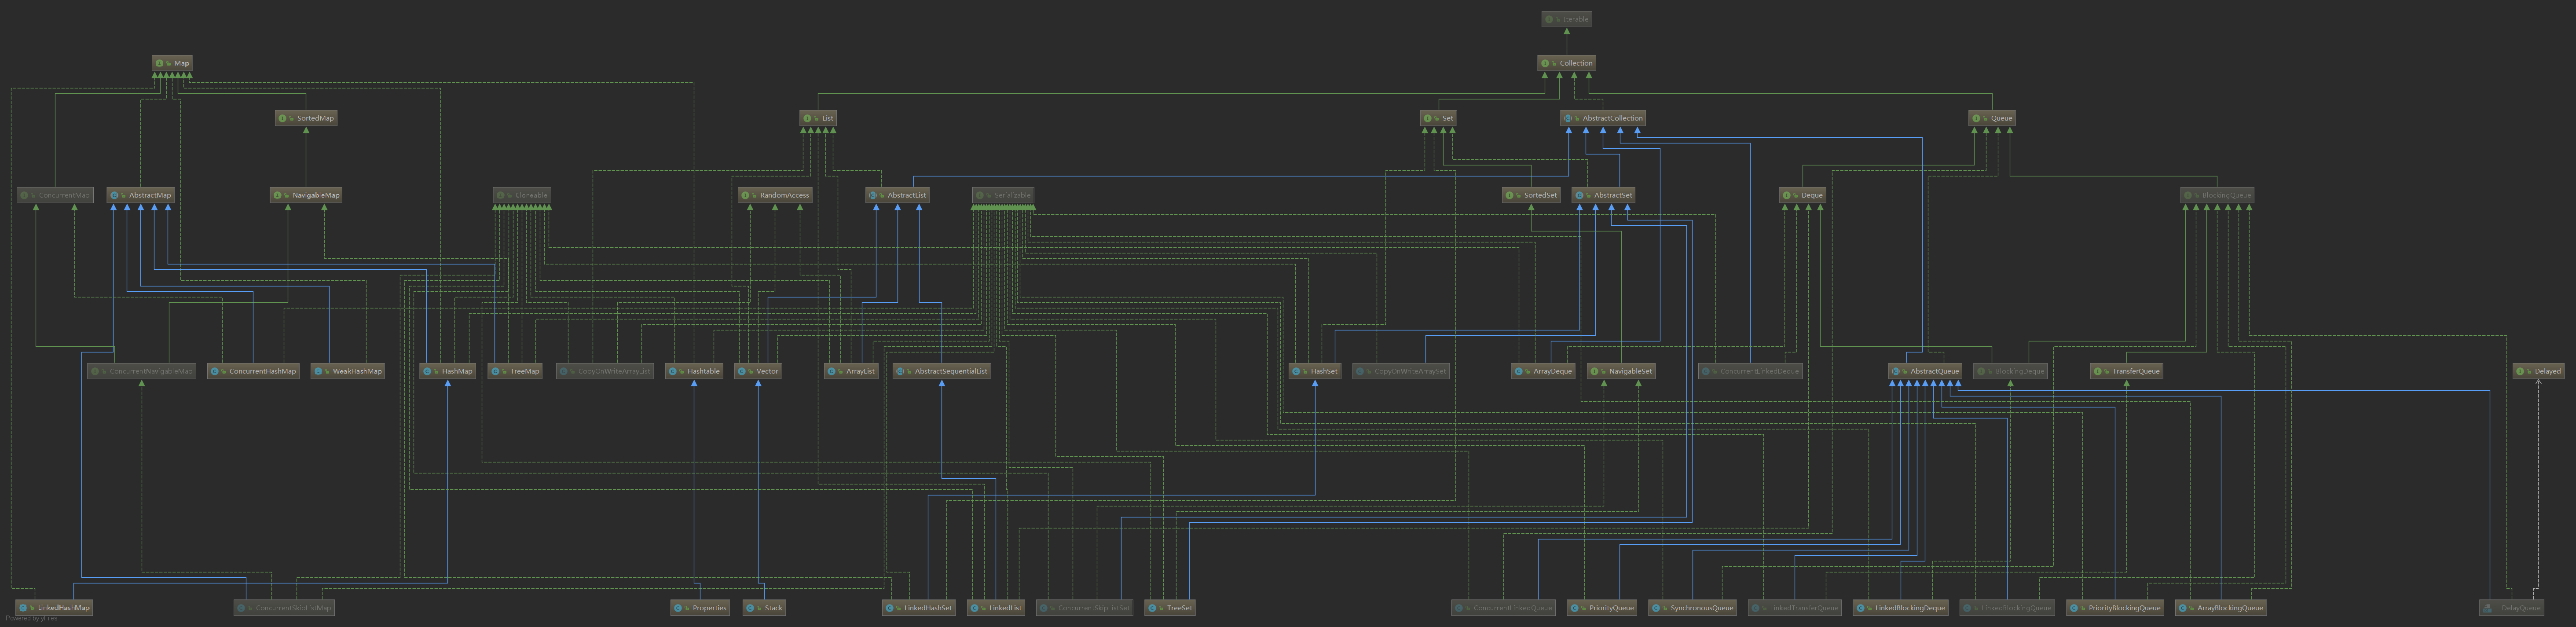 Iterable
Map
Collection
SortedMap
List
Set
AbstractCollection
Queue
ConcurrentMap
AbstractMap
NavigableMap
Cloneable
RandomAccess
AbstractList
Serializable
SortedSet
AbstractSet
Deque
BlockingQueue
ConcurrentNavigableMap
ConcurrentHashMap
WeakHashMap
HashMap
TreeMap
CopyOnWriteArrayList
Hashtable
Vector
ArrayList
AbstractSequentialList
HashSet
CopyOnWriteArraySet
ArrayDeque
NavigableSet
ConcurrentLinkedDeque
AbstractQueue
BlockingDeque
TransferQueue
Delayed
LinkedHashMap
ConcurrentSkipListMap
Properties
Stack
LinkedHashSet
LinkedList
ConcurrentSkipListSet
TreeSet
ConcurrentLinkedQueue
PriorityQueue
SynchronousQueue
LinkedTransferQueue
LinkedBlockingDeque
LinkedBlockingQueue
PriorityBlockingQueue
ArrayBlockingQueue
DelayQueue
Powered by yFiles